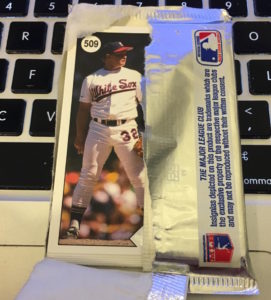 509
White Sox
32
THE MAJOR LEAGUE CLUB
insignias depicted on this product are trademarks which are
the exclusive property of the respective major league clubs
and may not be reproduced without their written consent.